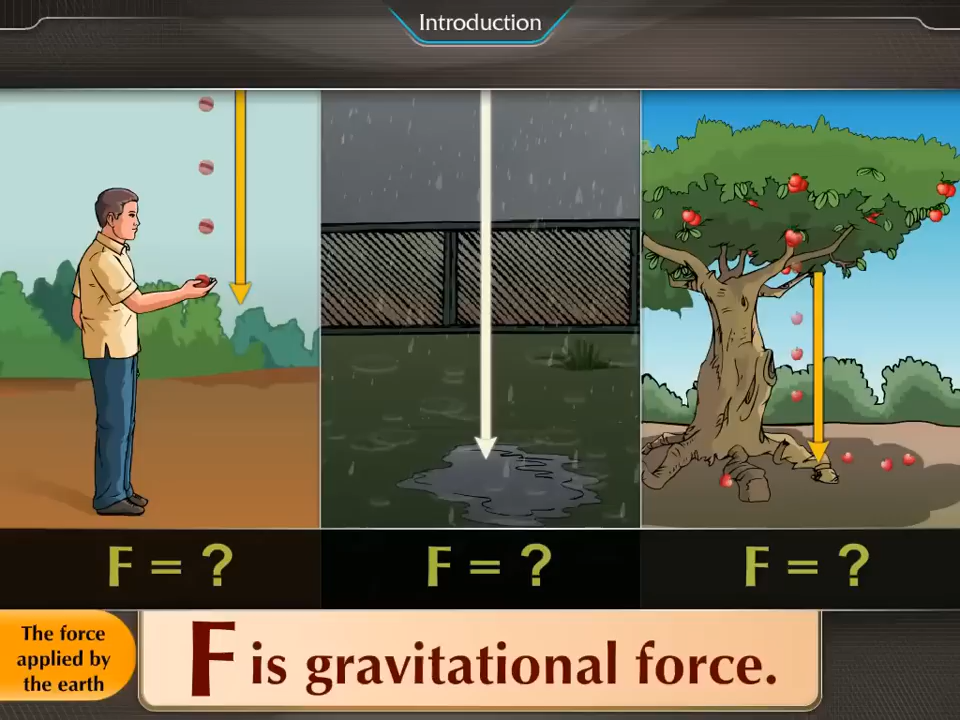 Introduction
F = ?
F = ?
F = ?
The force
applied by
the earth
F is gravitational force.